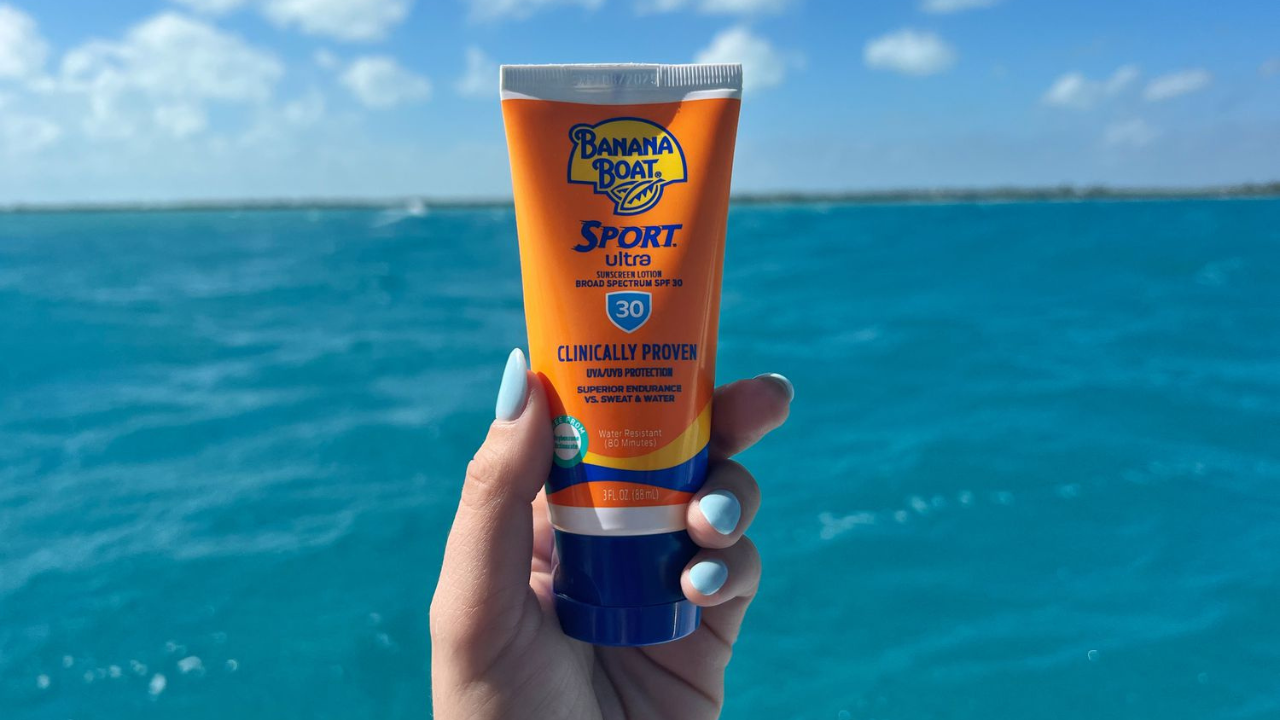 BANANA
BOAT®
SPORT
ultra
SUNSCREEN LOTION
BROAD SPECTRUM SPF 30
30
CLINICALLY PROVEN
UVA/UVB PROTECTION
SUPERIOR ENDURANCE
VS. SWEAT & WATER
Water Resistant
(80 Minutes)
3 FL. OZ. (88 mL)